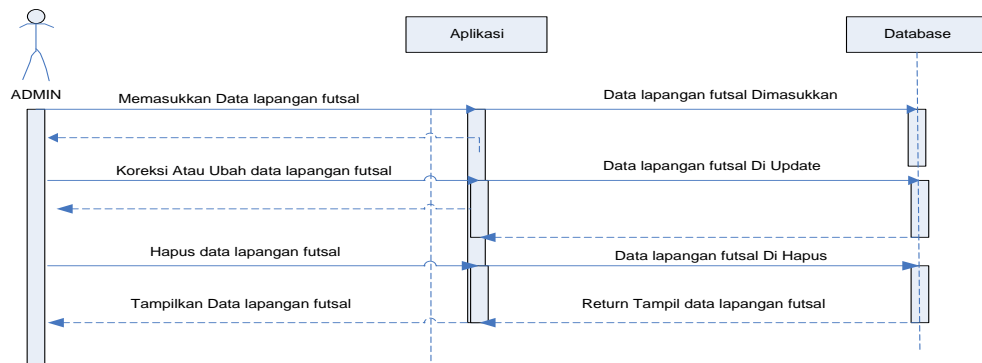 Aplikasi
Database
ADMIN
Memasukkan Data lapangan futsal
Data lapangan futsal Dimasukkan
Koreksi Atau Ubah data lapangan futsal
Data lapangan futsal Di Update
Hapus data lapangan futsal
Data lapangan futsal Di Hapus
Tampilkan Data lapangan futsal
Return Tampil data lapangan futsal